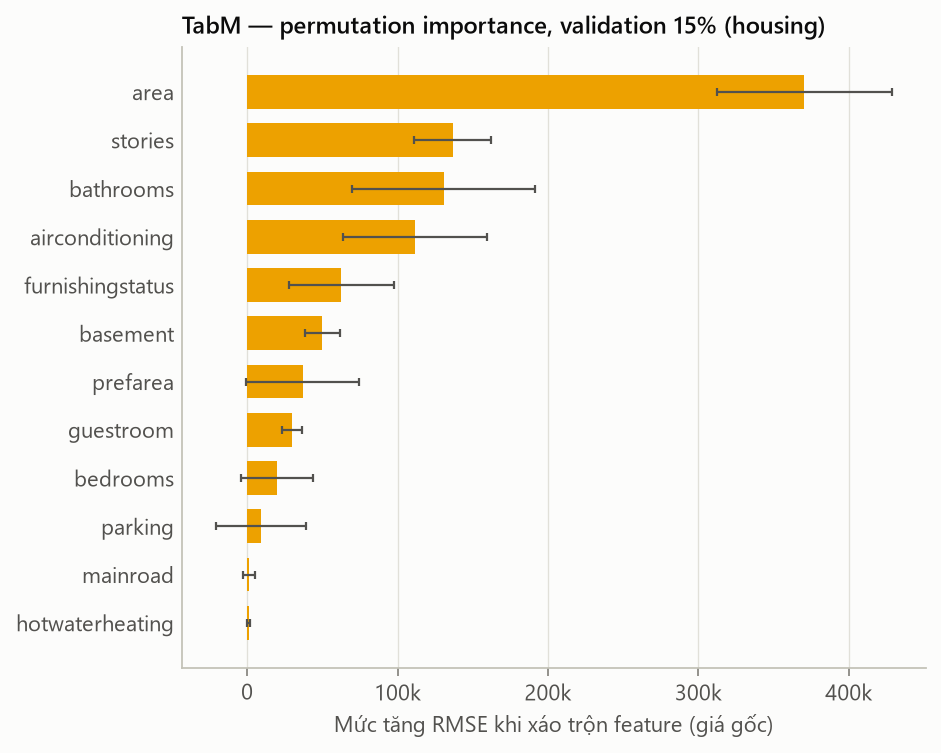 TabM — permutation importance, validation 15% (housing)
area
stories
bathrooms
airconditioning
furnishingstatus
basement
prefarea
guestroom
bedrooms
parking
mainroad
hotwaterheating
0 100k 200k 300k 400k
Mức tăng RMSE khi xáo trộn feature (giá gốc)